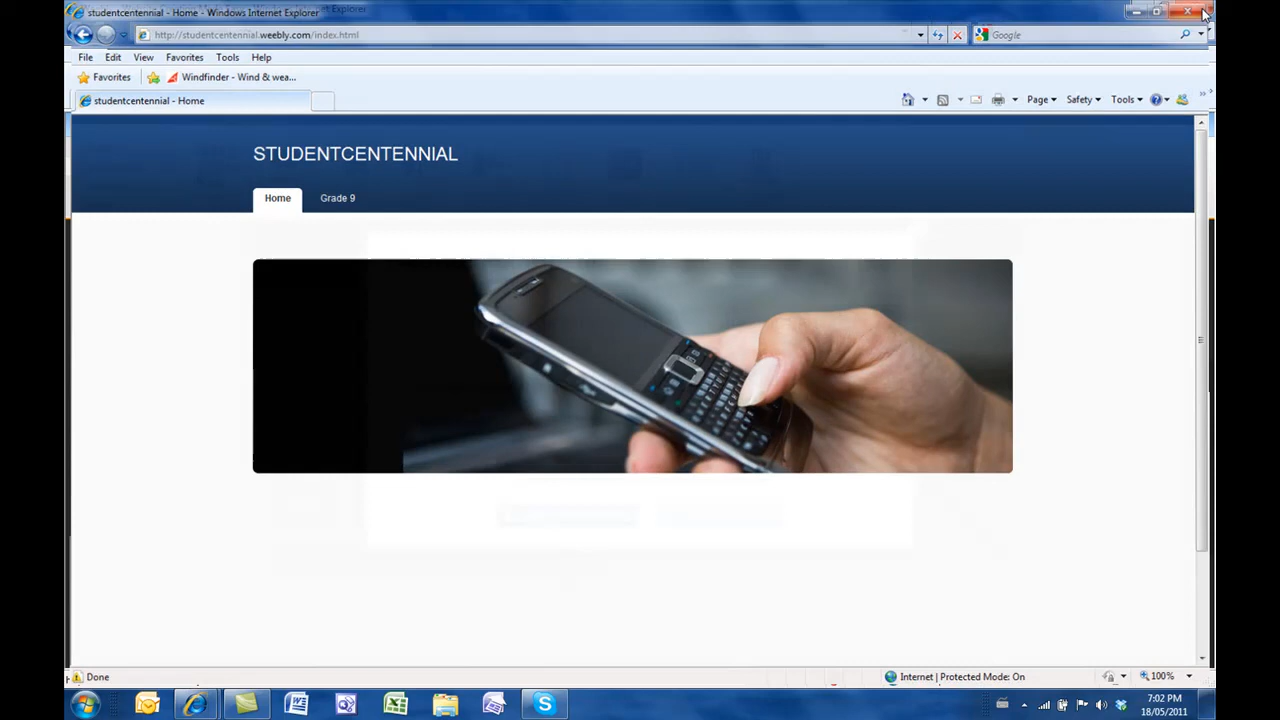 studentcentennial - Home - Windows Internet Explorer
http://studentcentennial.weebly.com/index.html
Google
File Edit View Favorites Tools Help
Favorites Windfinder - Wind & wea...
studentcentennial - Home
Page Safety Tools
STUDENTCENTENNIAL
Home Grade 9
Done
Internet | Protected Mode: On
100%
7:02 PM
18/05/2011